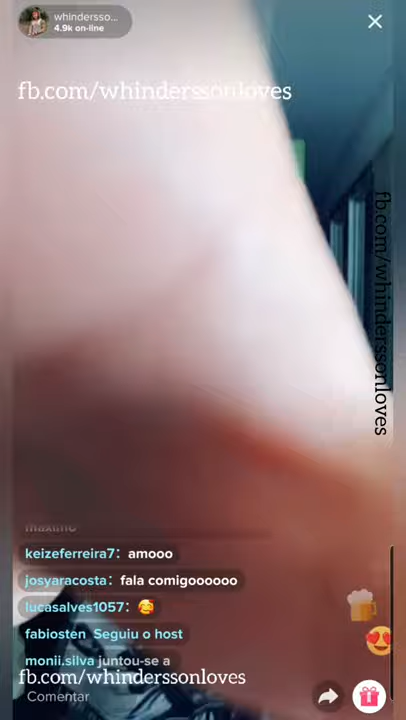 whindersso...
4.9k on-line
fb.com/whinderssonloves
fb.com/whinderssonloves
keizeferreira7: amooo
josyaracosta: fala comigoooooo
lucasalves1057:
fabiosten Seguiu o host
monii.silva juntou-se a
fb.com/whinderssonloves
Comentar